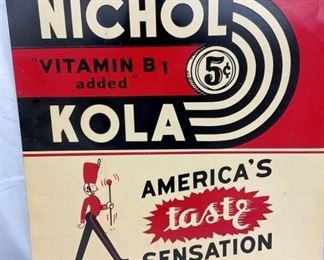 NICHOL
"VITAMIN B1
added"
5¢
KOLA
AMERICA'S
taste
SENSATION